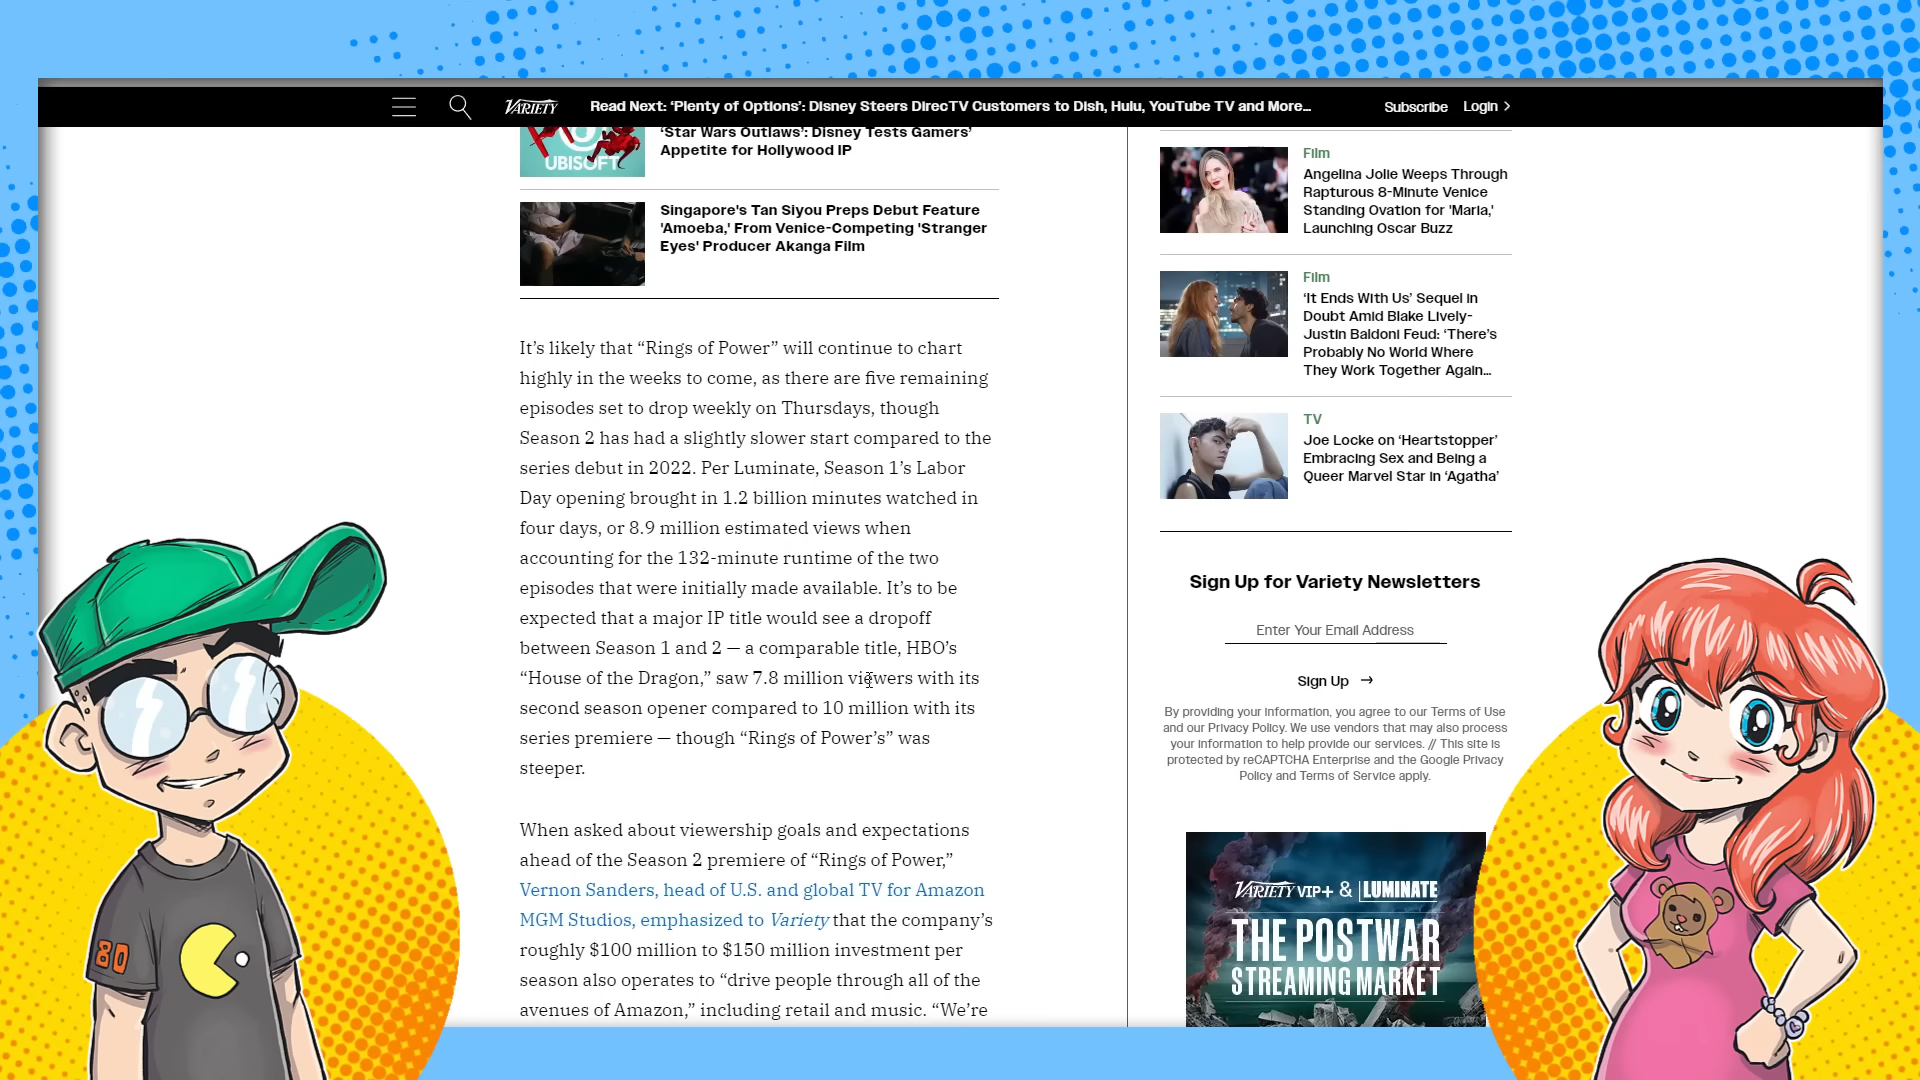 VARIETY
Read Next: ‘Plenty of Options’: Disney Steers DirecTV Customers to Dish, Hulu, YouTube TV and More...
Subscribe
Login
‘Star Wars Outlaws’: Disney Tests Gamers’
Appetite for Hollywood IP
UBISOFT
Singapore's Tan Siyou Preps Debut Feature
'Amoeba,' From Venice-Competing 'Stranger
Eyes' Producer Akanga Film
It’s likely that “Rings of Power” will continue to chart
highly in the weeks to come, as there are five remaining
episodes set to drop weekly on Thursdays, though
Season 2 has had a slightly slower start compared to the
series debut in 2022. Per Luminate, Season 1’s Labor
Day opening brought in 1.2 billion minutes watched in
four days, or 8.9 million estimated views when
accounting for the 132-minute runtime of the two
episodes that were initially made available. It’s to be
expected that a major IP title would see a dropoff
between Season 1 and 2 — a comparable title, HBO’s
“House of the Dragon,” saw 7.8 million viewers with its
second season opener compared to 10 million with its
series premiere — though “Rings of Power’s” was
steeper.
When asked about viewership goals and expectations
ahead of the Season 2 premiere of “Rings of Power,”
Vernon Sanders, head of U.S. and global TV for Amazon
MGM Studios, emphasized to Variety that the company’s
roughly $100 million to $150 million investment per
season also operates to “drive people through all of the
avenues of Amazon,” including retail and music. “We’re
Film
Angelina Jolie Weeps Through
Rapturous 8-Minute Venice
Standing Ovation for 'Maria,'
Launching Oscar Buzz
Film
‘It Ends With Us’ Sequel in
Doubt Amid Blake Lively-
Justin Baldoni Feud: ‘There’s
Probably No World Where
They Work Together Again...
TV
Joe Locke on ‘Heartstopper’
Embracing Sex and Being a
Queer Marvel Star in ‘Agatha’
Sign Up for Variety Newsletters
Enter Your Email Address
Sign Up
By providing your information, you agree to our Terms of Use
and our Privacy Policy. We use vendors that may also process
your information to help provide our services. // This site is
protected by reCAPTCHA Enterprise and the Google Privacy
Policy and Terms of Service apply.
VARIETY VIP+ & LUMINATE
THE POSTWAR
STREAMING MARKET
80